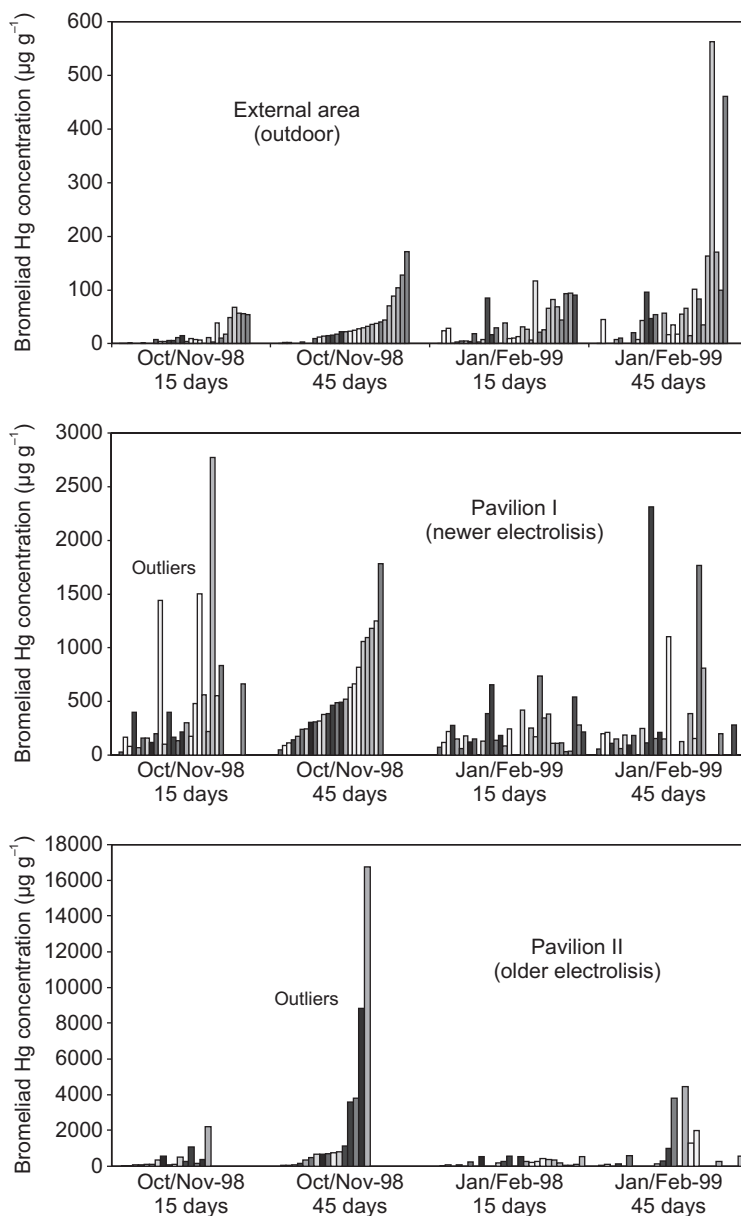 Bromeliad Hg concentration (µg g⁻¹)
600
500
400
300
200
100
0
External area
(outdoor)
Oct/Nov-98
15 days
Oct/Nov-98
45 days
Jan/Feb-99
15 days
Jan/Feb-99
45 days
Bromeliad Hg concentration (µg g⁻¹)
3000
2500
2000
1500
1000
500
0
Outliers
Pavilion I
(newer electrolisis)
Oct/Nov-98
15 days
Oct/Nov-98
45 days
Jan/Feb-99
15 days
Jan/Feb-99
45 days
Bromeliad Hg concentration (µg g⁻¹)
18000
16000
14000
12000
10000
8000
6000
4000
2000
0
Outliers
Pavilion II
(older electrolisis)
Oct/Nov-98
15 days
Oct/Nov-98
45 days
Jan/Feb-98
15 days
Jan/Feb-99
45 days